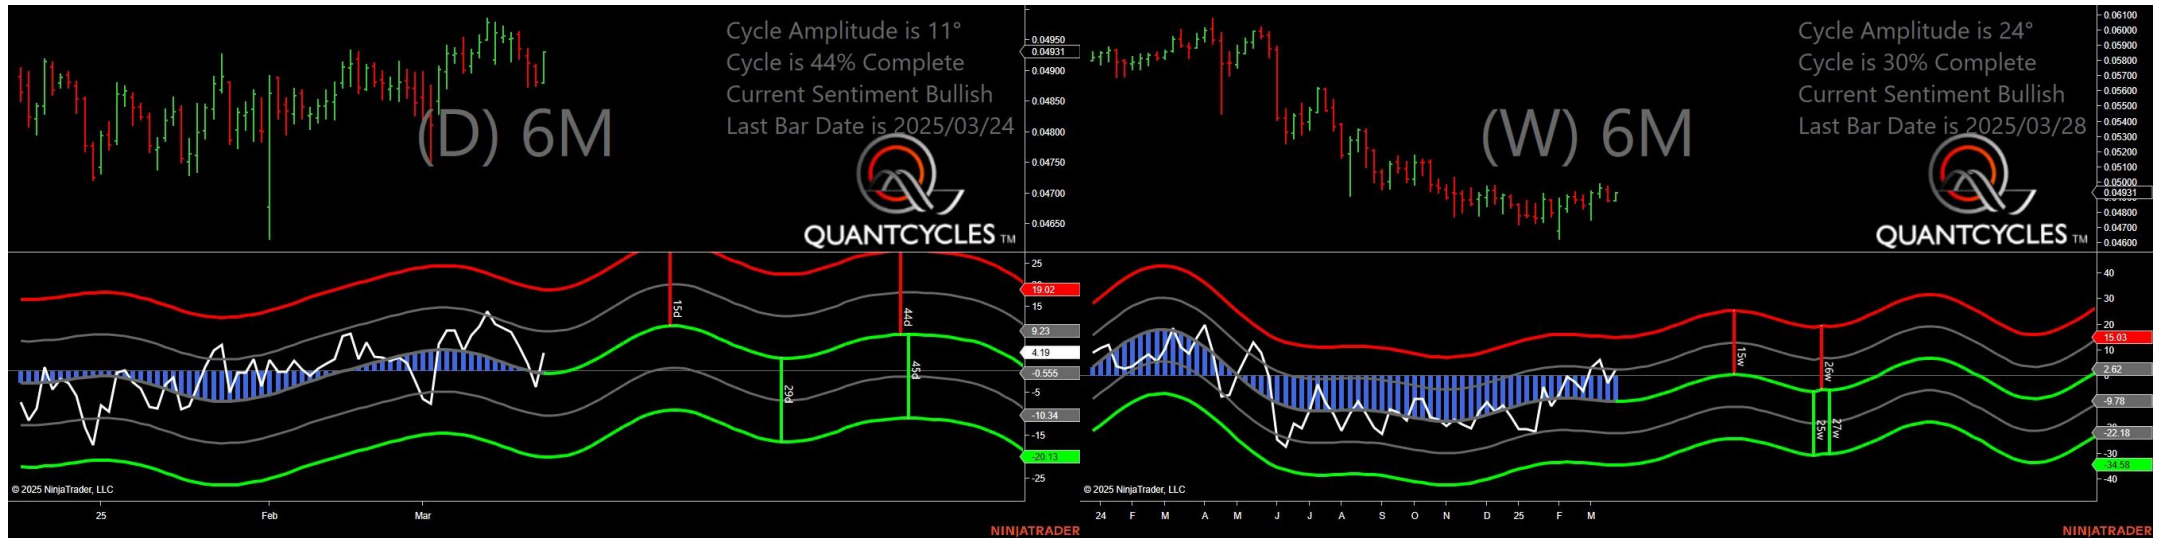 Cycle Amplitude is 11°
Cycle is 44% Complete
Current Sentiment Bullish
Last Bar Date is 2025/03/24
(D) 6M
QUANTCYCLES TM
0.04950
0.04931
0.04900
0.04850
0.04800
0.04750
0.04700
0.04650
25
19.02
15
9.23
4.19
-0.555
-5
-10.34
-15
-20.13
-25
15d
44d
29d
45d
© 2025 NinjaTrader, LLC
25
Feb
Mar
NINJATRADER
Cycle Amplitude is 24°
Cycle is 30% Complete
Current Sentiment Bullish
Last Bar Date is 2025/03/28
(W) 6M
QUANTCYCLES TM
0.06100
0.06000
0.05900
0.05800
0.05700
0.05600
0.05500
0.05400
0.05300
0.05200
0.05100
0.05000
0.04931
0.04800
0.04700
0.04600
40
30
20
15.03
10
2.62
-9.78
-22.18
-30
-34.58
-40
15w
26w
25w
27w
© 2025 NinjaTrader, LLC
24
F
M
A
M
J
J
A
S
O
N
D
25
F
M
NINJATRADER